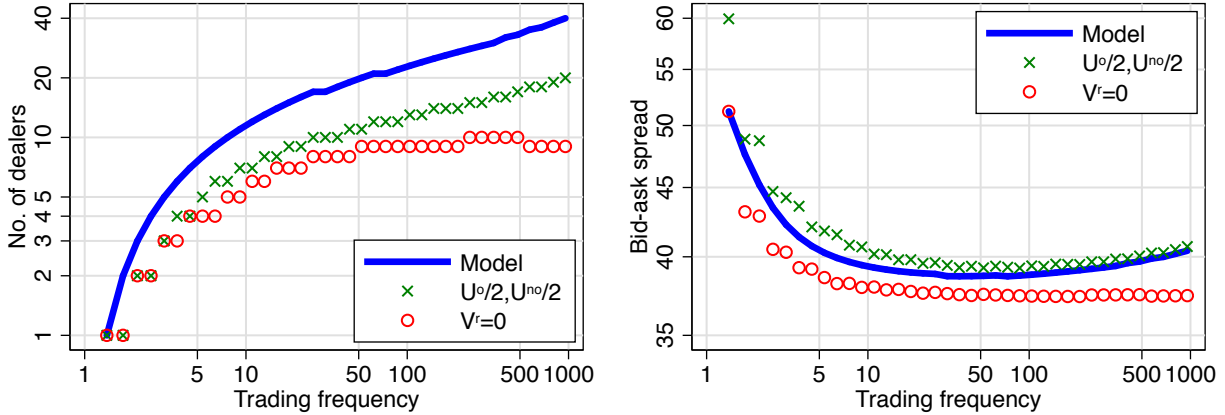 No. of dealers
40
20
10
5
4
3
2
1
Model
U^o/2,U^no/2
V^r=0
1 5 10 50 100 500 1000
Trading frequency
Bid-ask spread
60
55
50
45
40
35
Model
U^o/2,U^no/2
V^r=0
1 5 10 50 100 500 1000
Trading frequency